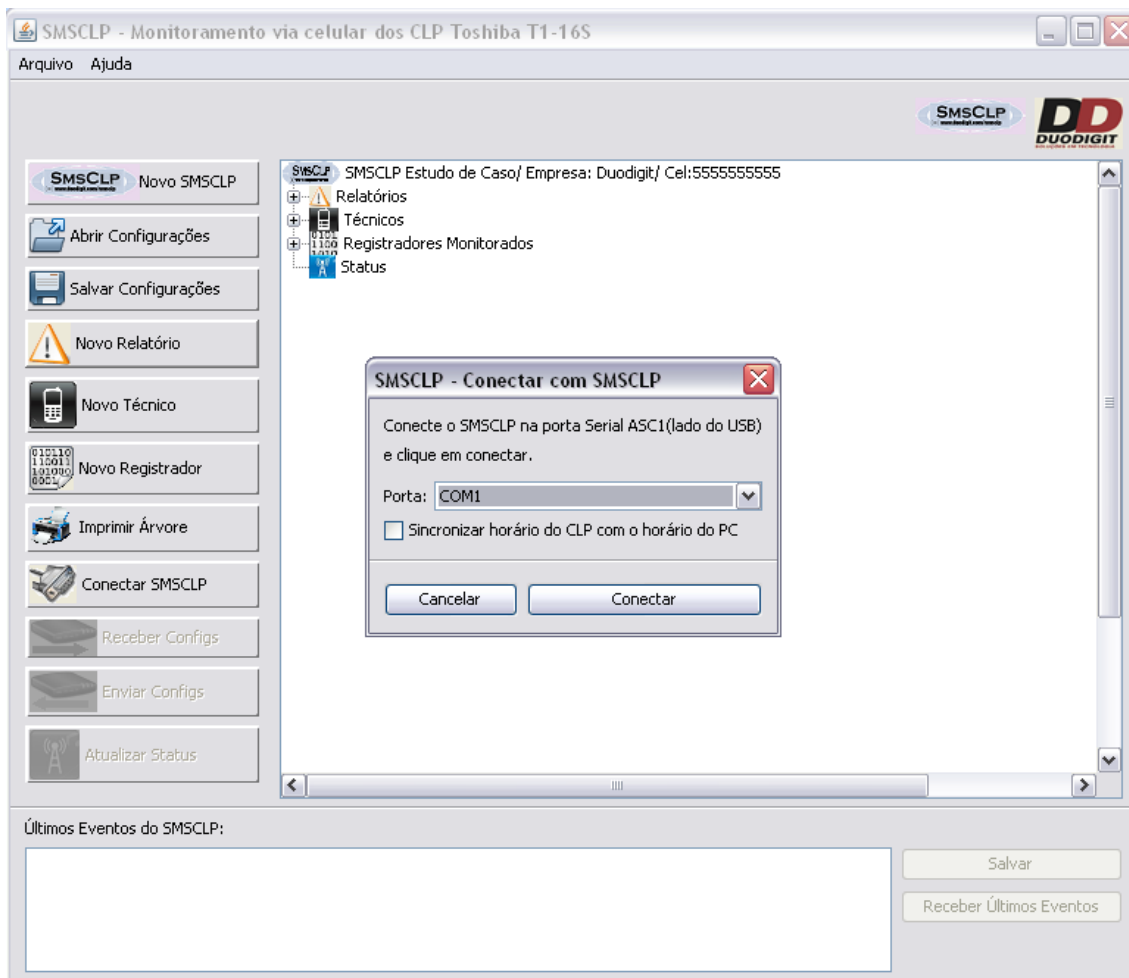 SMSCLP - Monitoramento via celular dos CLP Toshiba T1-16S
Arquivo Ajuda
SMSCLP
DD
DUODIGIT
SMSCLP Novo SMSCLP
Abrir Configurações
Salvar Configurações
Novo Relatório
Novo Técnico
Novo Registrador
Imprimir Árvore
Conectar SMSCLP
Receber Configs
Enviar Configs
Atualizar Status
SMSCLP SMSCLP Estudo de Caso/ Empresa: Duodigit/ Cel:5555555555
Relatórios
Técnicos
Registradores Monitorados
Status
SMSCLP - Conectar com SMSCLP
Conecte o SMSCLP na porta Serial ASC1(lado do USB)
e clique em conectar.
Porta: COM1
Sincronizar horário do CLP com o horário do PC
Cancelar Conectar
Últimos Eventos do SMSCLP:
Salvar
Receber Últimos Eventos